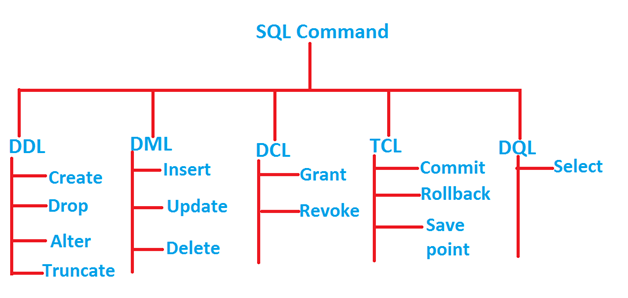 SQL Command
DDL
Create
Drop
Alter
Truncate
DML
Insert
Update
Delete
DCL
Grant
Revoke
TCL
Commit
Rollback
Save
point
DQL
Select